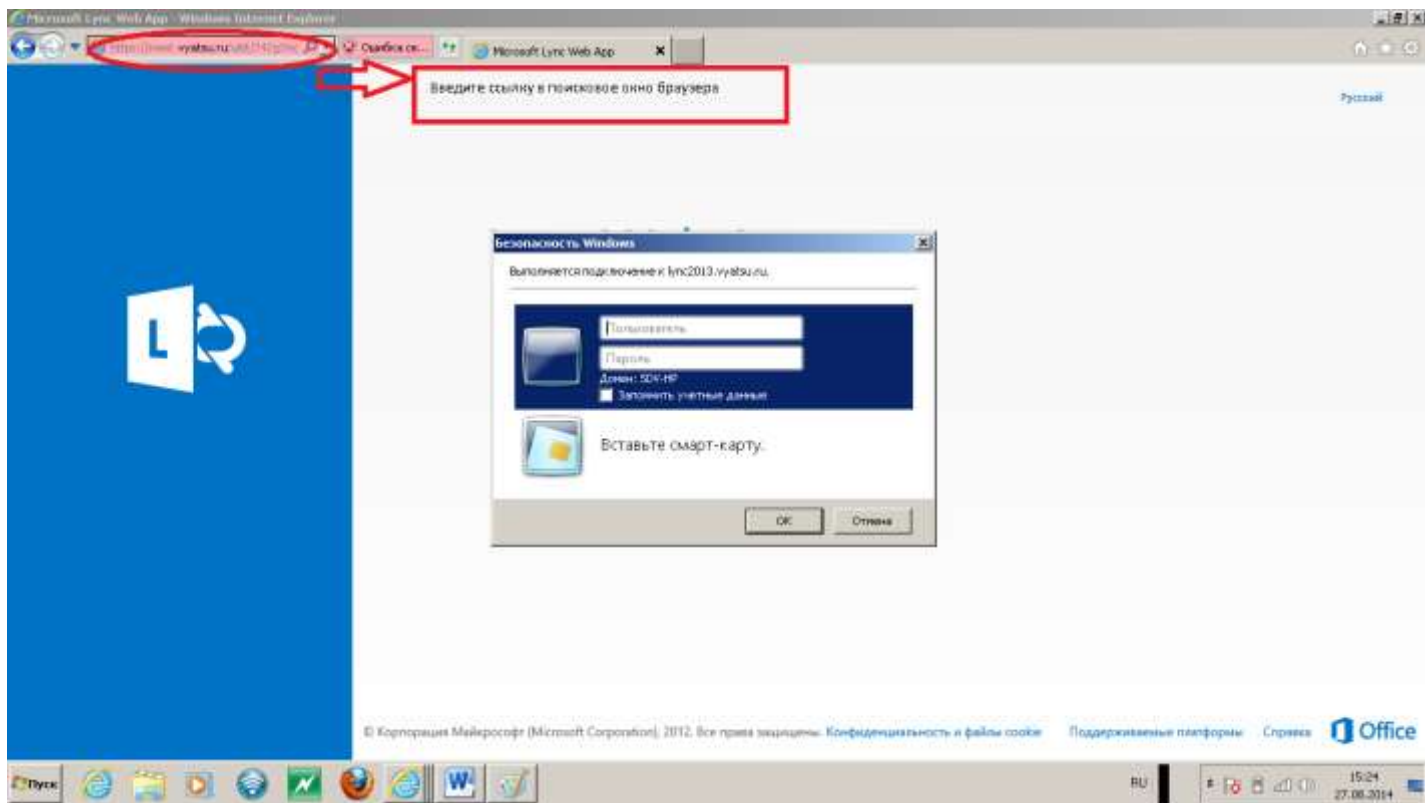 Microsoft Lync Web App - Windows Internet Explorer
vyatsu.ru
Ошибка се...
Microsoft Lync Web App
Введите ссылку в поисковое окно браузера
Русский
Безопасность Windows
Выполняется подключение к lync2013.vyatsu.ru.
Пользователь
Пароль
Домен: SDV-HP
Запомнить учетные данные
Вставьте смарт-карту.
OK
Отмена
L
© Корпорация Майкрософт (Microsoft Corporation), 2012. Все права защищены. Конфиденциальность и файлы cookie Поддерживаемые платформы Справка Office
Пуск
W
RU
15:24
27.08.2014